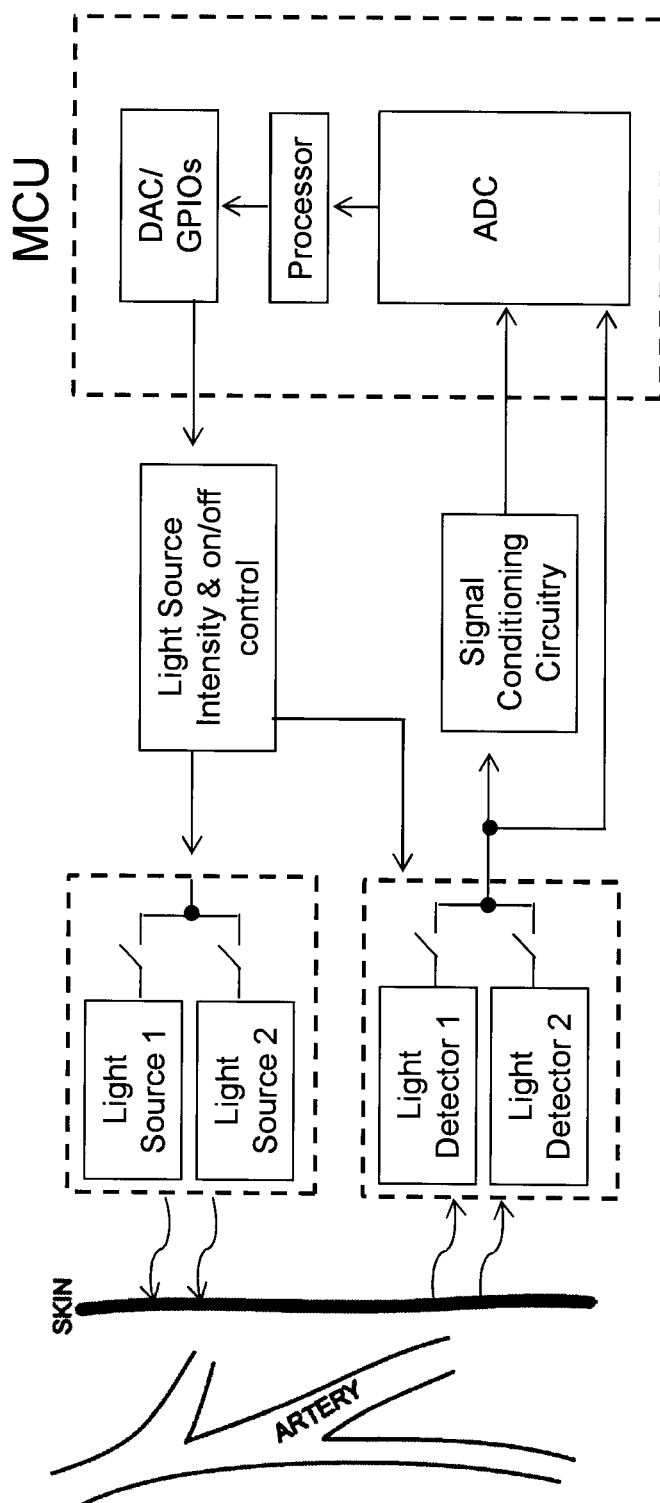 MCU
DAC/
GPIOs
Processor
ADC
Light Source
Intensity & on/off
control
Signal
Conditioning
Circuitry
Light
Source 1
Light
Source 2
Light
Detector 1
Light
Detector 2
SKIN
ARTERY